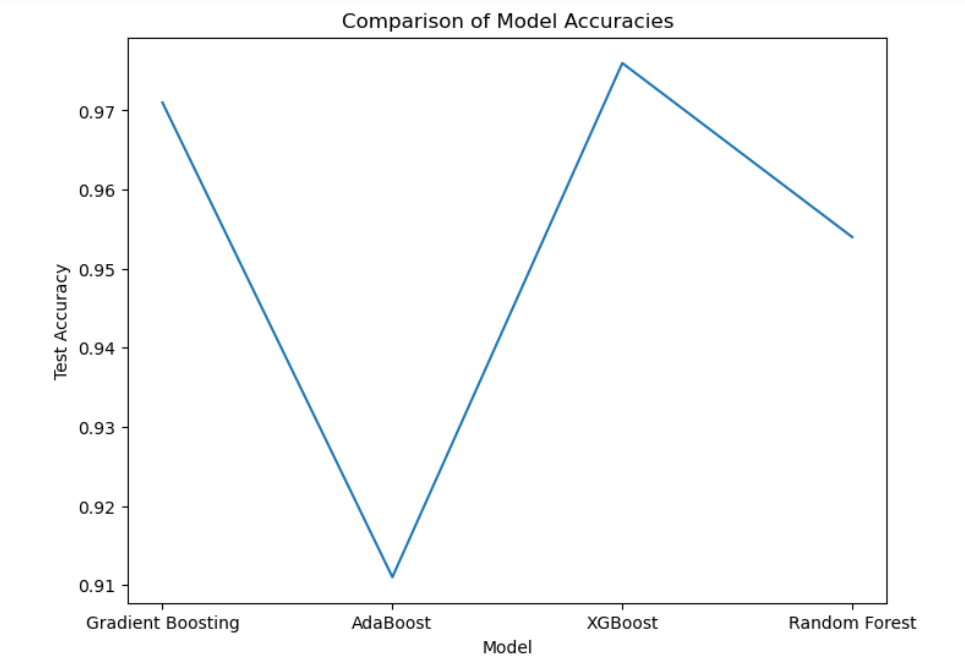 Comparison of Model Accuracies
0.97
0.96
0.95
0.94
0.93
0.92
0.91
Test Accuracy
Gradient Boosting
AdaBoost
XGBoost
Random Forest
Model